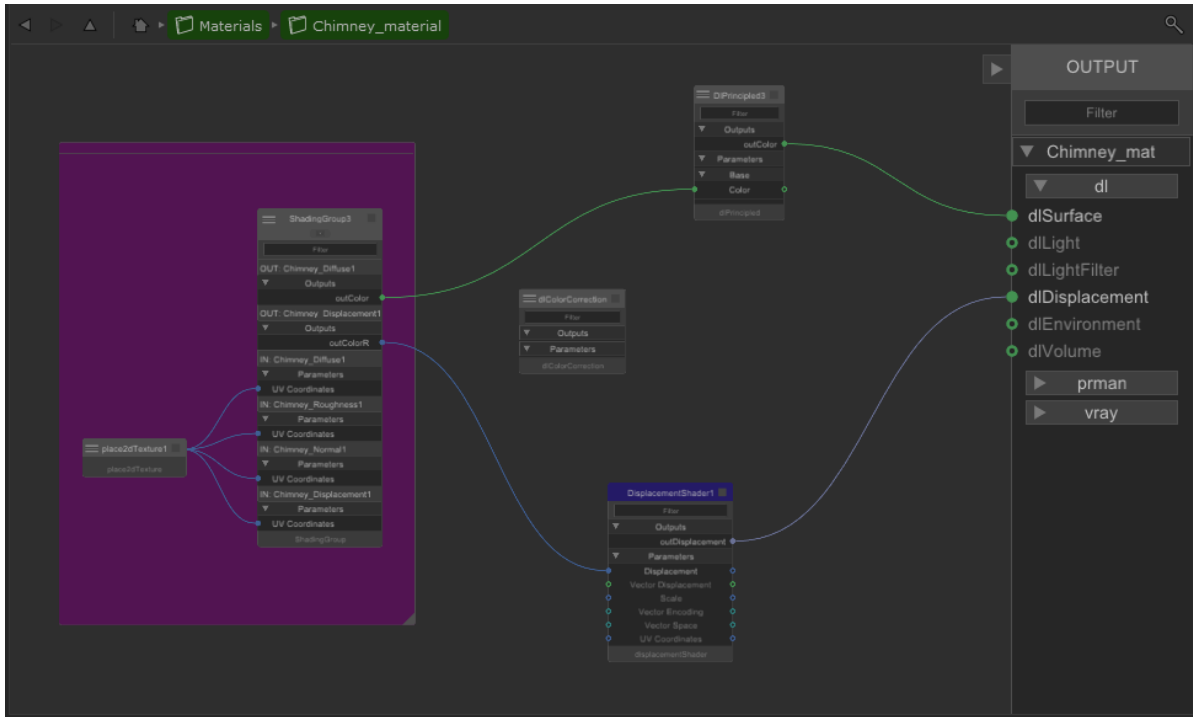 Materials
Chimney_material
OUTPUT
Filter
Chimney_mat
dl
dlSurface
dlLight
dlLightFilter
dlDisplacement
dlEnvironment
dlVolume
prman
vray
DlPrincipled3
Filter
Outputs
outColor
Parameters
Base
Color
dlPrincipled
ShadingGroup3
Filter
OUT: Chimney_Diffuse1
Outputs
outColor
OUT: Chimney_Displacement1
Outputs
outColorR
IN: Chimney_Diffuse1
Parameters
UV Coordinates
IN: Chimney_Roughness1
Parameters
UV Coordinates
IN: Chimney_Normal1
Parameters
UV Coordinates
IN: Chimney_Displacement1
Parameters
UV Coordinates
ShadingGroup
place2dTexture1
place2dTexture
dlColorCorrection
Filter
Outputs
Parameters
dlColorCorrection
DisplacementShader1
Filter
Outputs
outDisplacement
Parameters
Displacement
Vector Displacement
Scale
Vector Encoding
Vector Space
UV Coordinates
displacementShader